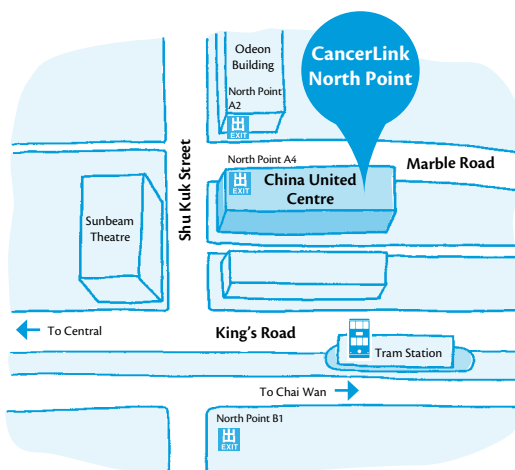 CancerLink
North Point
Odeon
Building
North Point
A2
EXIT
Marble Road
North Point A4
EXIT
China United
Centre
Shu Kuk Street
Sunbeam
Theatre
To Central
King's Road
Tram Station
To Chai Wan
North Point B1
EXIT